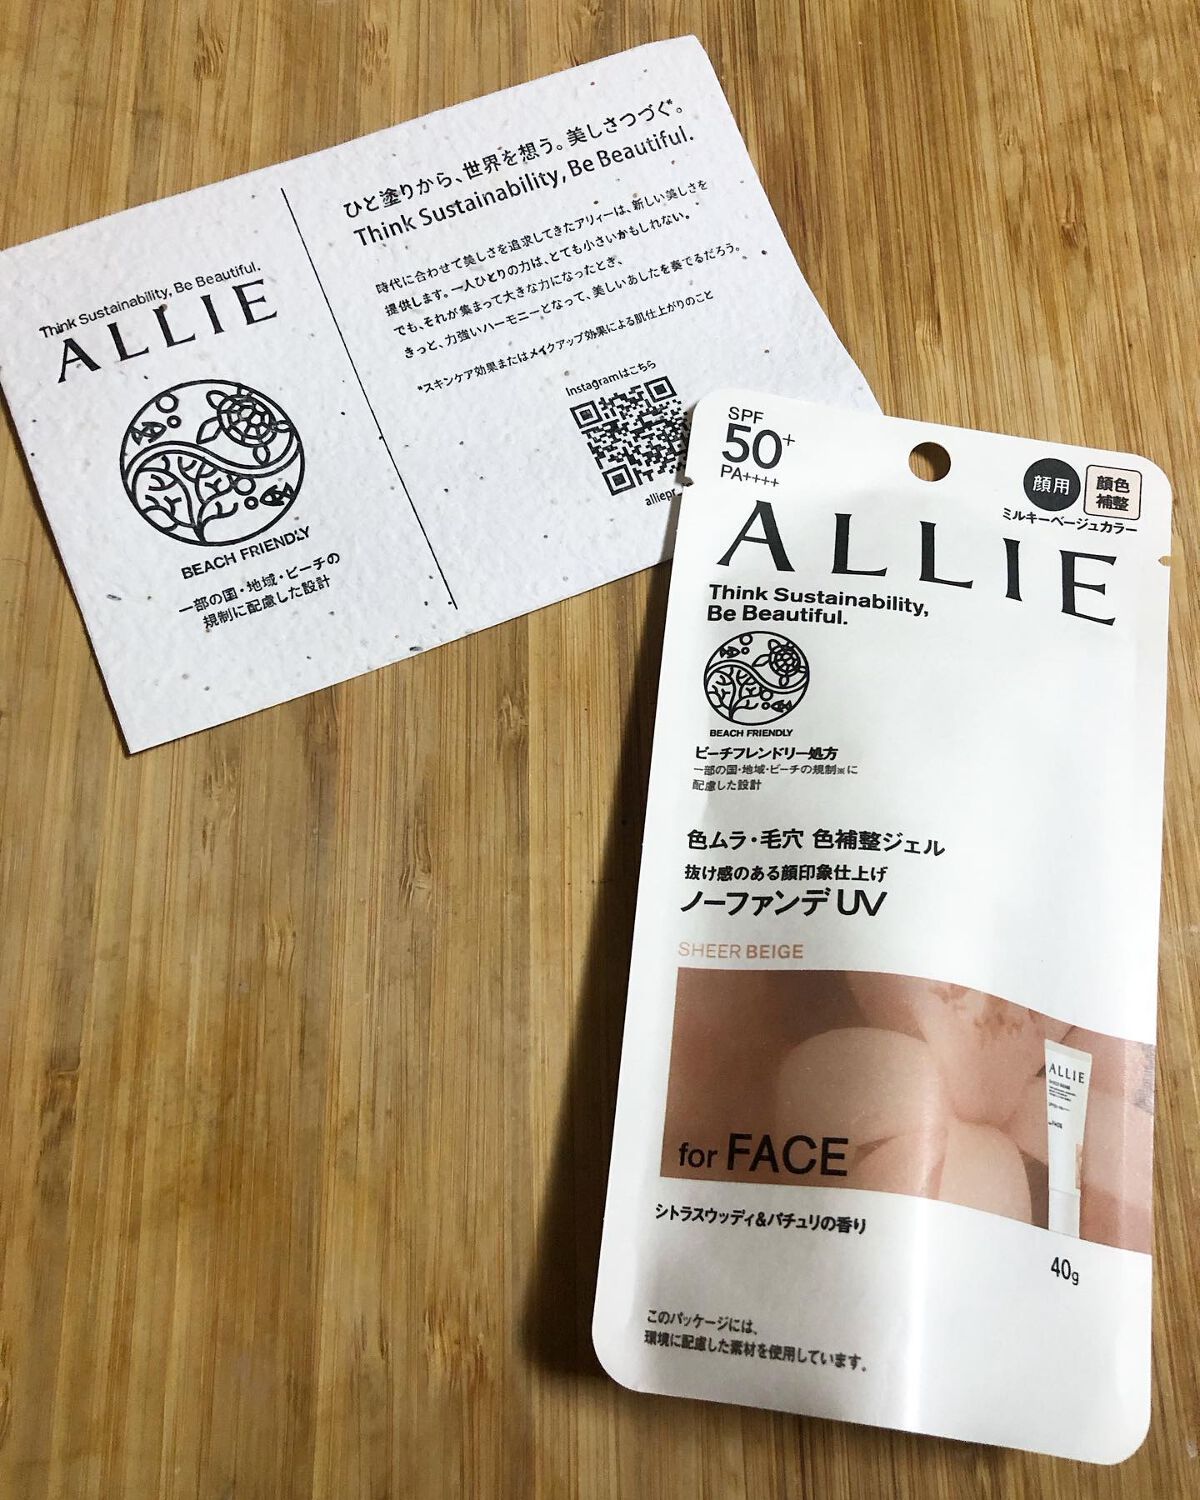 Think Sustainability, Be Beautiful.
ALLIE
BEACH FRIENDLY
一部の国・地域・ビーチの
規制に配慮した設計
ひと塗りから、世界を想う。美しさつづく*。
Think Sustainability, Be Beautiful.
時代に合わせて美しさを追求してきたアリィーは、新しい美しさを
提供します。一人ひとりの力は、とても小さいかもしれない。
でも、それが集まって大きな力になったとき、
きっと、力強いハーモニーとなって、美しいあしたを奏でるだろう。
*スキンケア効果またはメイクアップ効果による肌仕上がりのこと
Instagramはこちら
alliepr
SPF
50+
PA++++
顔用
顔色
補整
ミルキーベージュカラー
ALLIE
Think Sustainability,
Be Beautiful.
BEACH FRIENDLY
ビーチフレンドリー処方
一部の国・地域・ビーチの規制※に
配慮した設計
色ムラ・毛穴 色補整ジェル
抜け感のある顔印象仕上げ
ノーファンデUV
SHEER BEIGE
ALLIE
for FACE
シトラスウッディ&パチュリの香り
40g
このパッケージには、
環境に配慮した素材を使用しています。